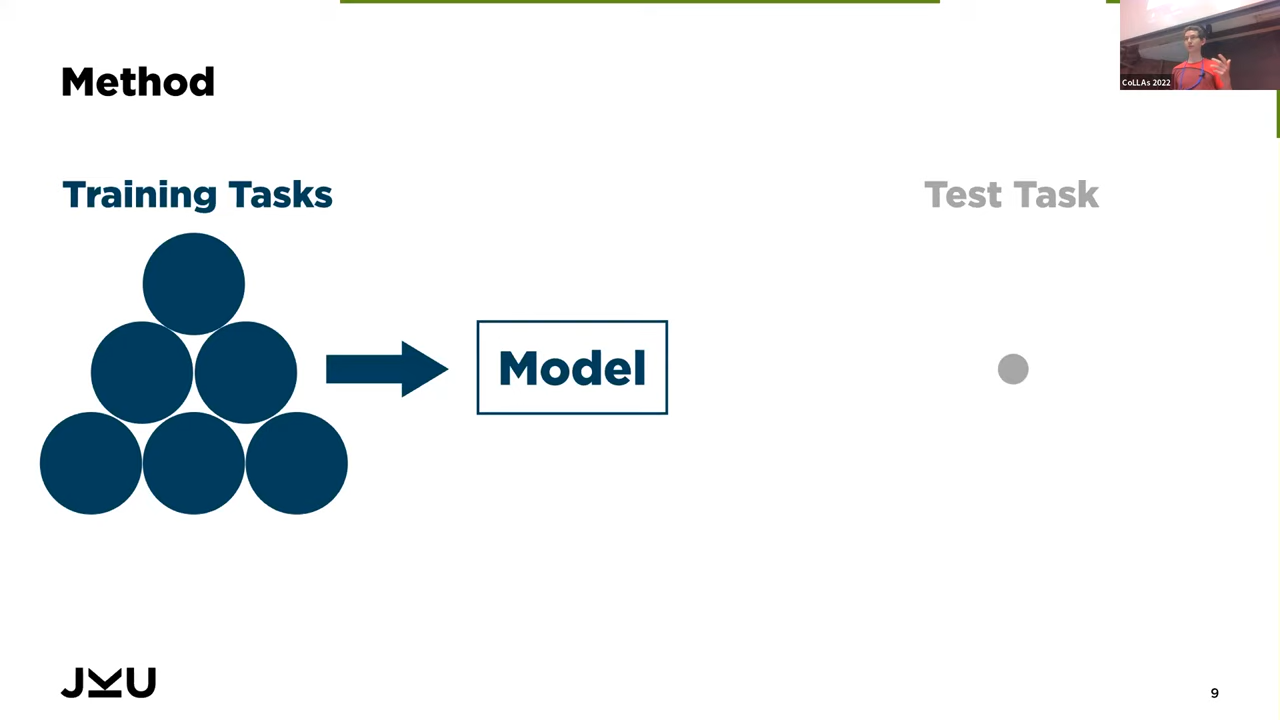 CoLLAs 2022
Method
Training Tasks
Test Task
Model
JKU
9